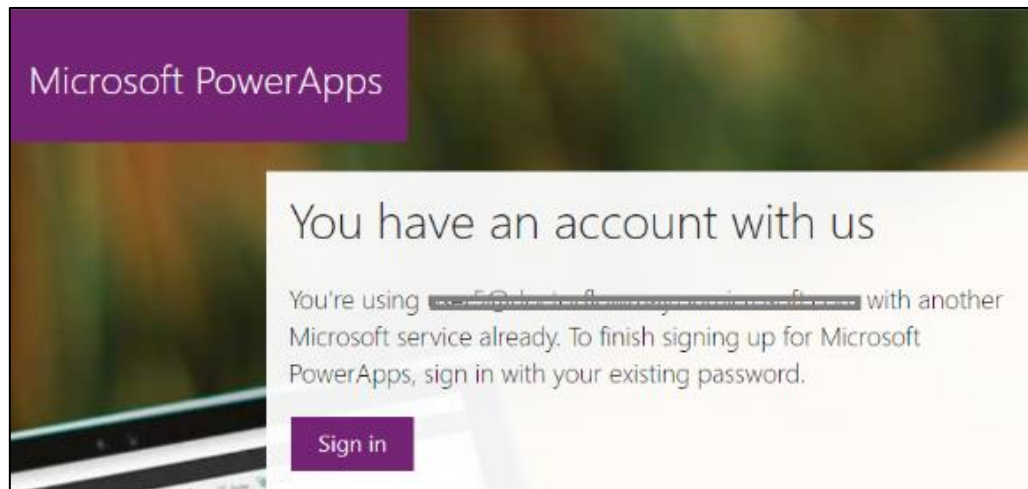 Microsoft PowerApps
You have an account with us
You're using with another
Microsoft service already. To finish signing up for Microsoft
PowerApps, sign in with your existing password.
Sign in